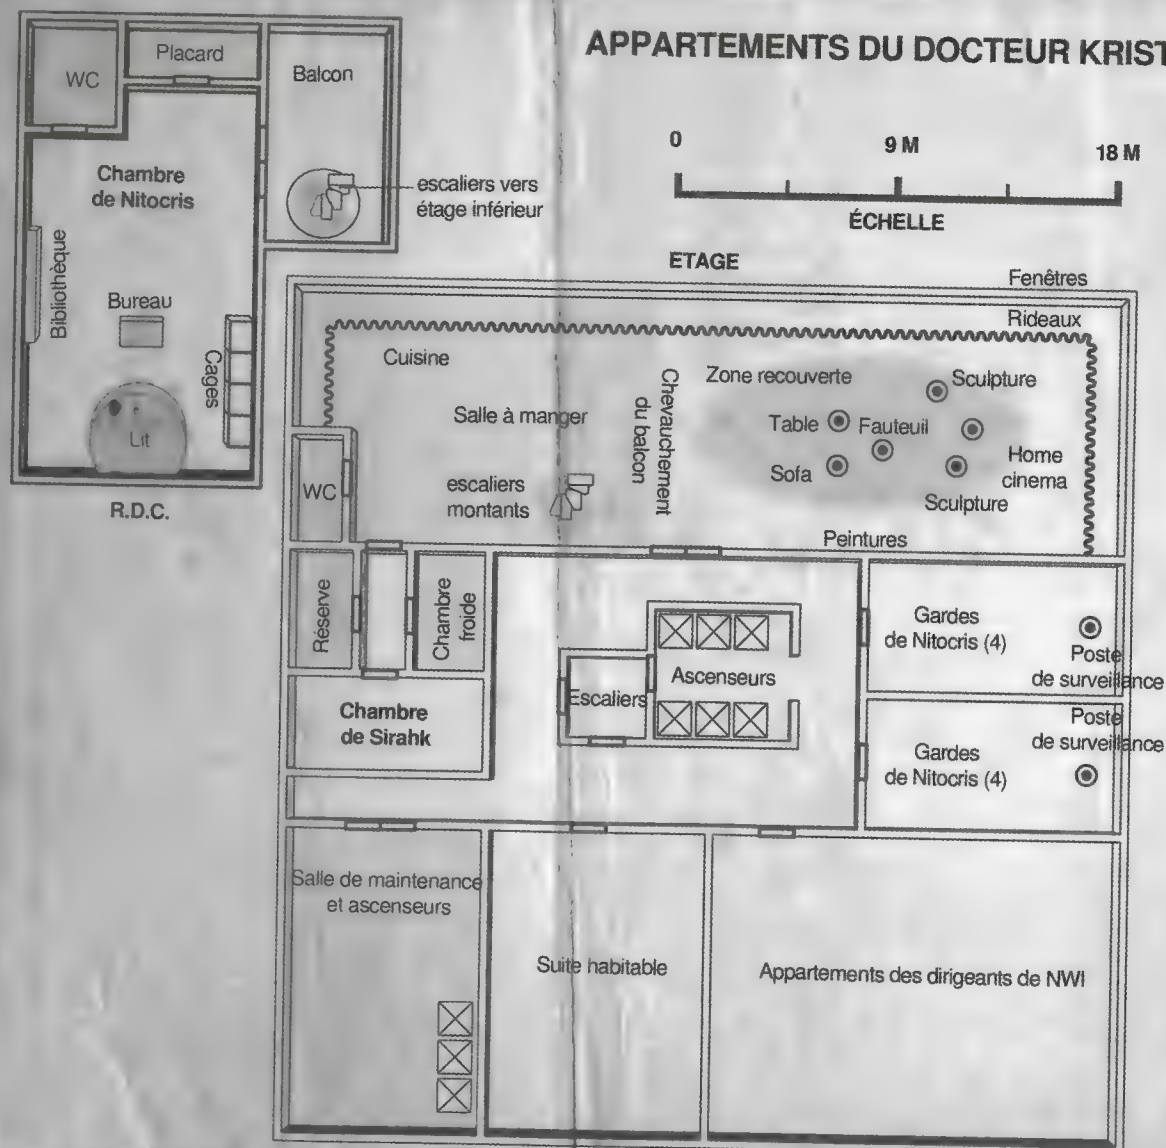 APPARTEMENTS DU DOCTEUR KRIST
0
9 M
18 M
ÉCHELLE
WC
Placard
Balcon
Chambre
de Nitocris
escaliers vers
étage inférieur
Bibliothèque
Bureau
Cages
Lit
R.D.C.
ETAGE
Fenêtres
Rideaux
Cuisine
Salle à manger
escaliers
montants
Chevauchement
du balcon
Zone recouverte
Sculpture
Table
Fauteuil
Sofa
Home
cinema
Sculpture
Peintures
WC
Réserve
Chambre
froide
Chambre
de Sirahk
Escaliers
Ascenseurs
Gardes
de Nitocris (4)
Poste
de surveillance
Gardes
de Nitocris (4)
Poste
de surveillance
Salle de maintenance
et ascenseurs
Suite habitable
Appartements des dirigeants de NWI